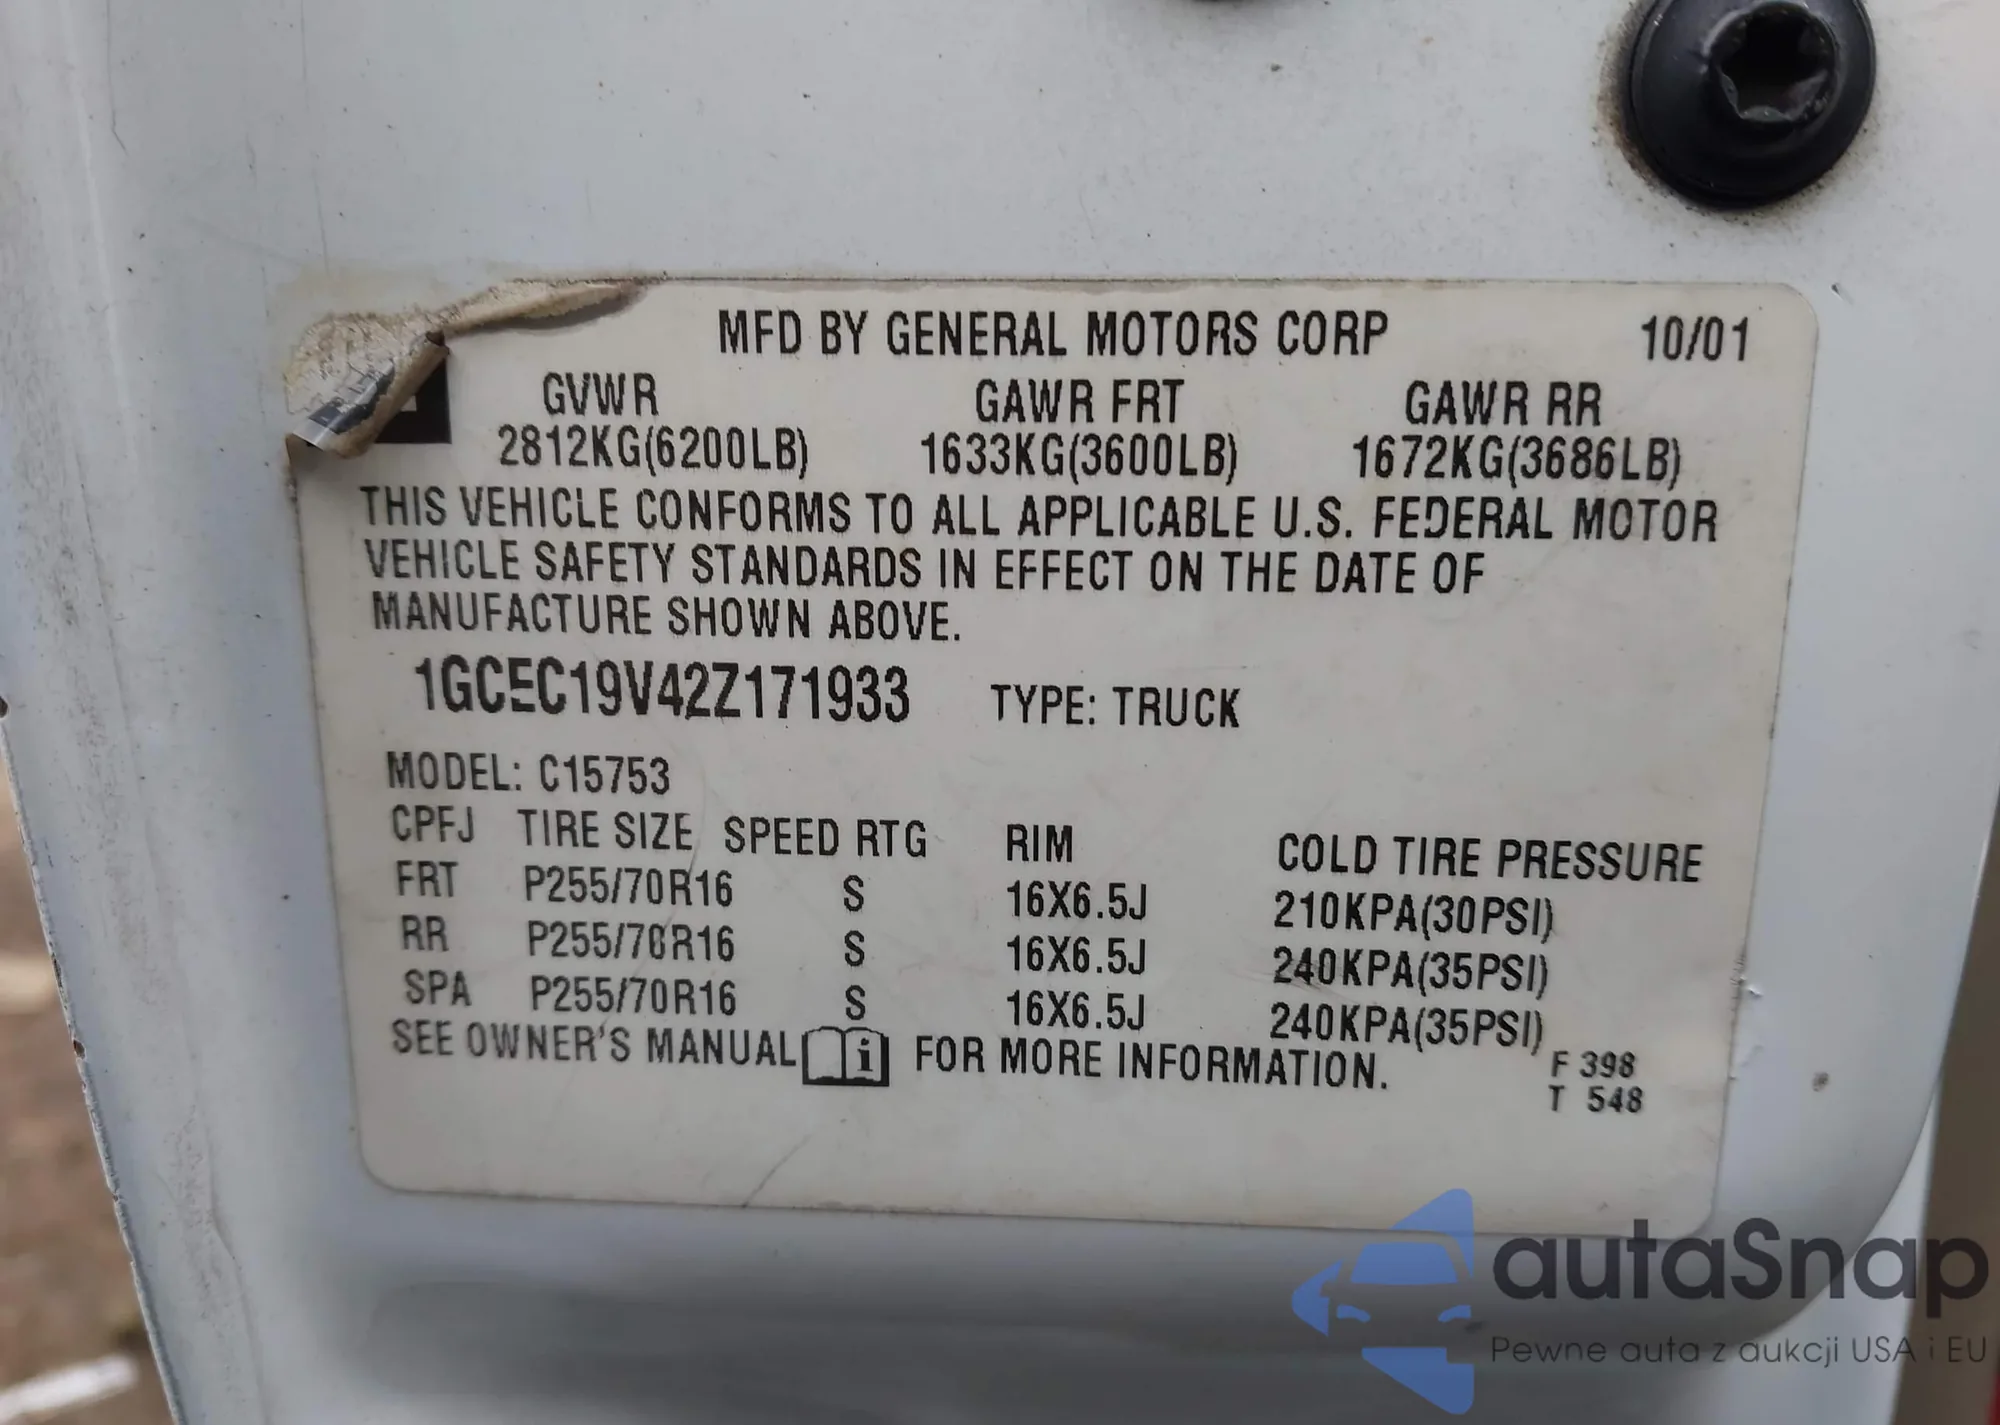 MFD BY GENERAL MOTORS CORP 10/01
GVWR GAWR FRT GAWR RR
2812KG(6200LB) 1633KG(3600LB) 1672KG(3686LB)
THIS VEHICLE CONFORMS TO ALL APPLICABLE U.S. FEDERAL MOTOR
VEHICLE SAFETY STANDARDS IN EFFECT ON THE DATE OF
MANUFACTURE SHOWN ABOVE.
1GCEC19V42Z171933 TYPE: TRUCK
MODEL: C15753
CPFJ TIRE SIZE SPEED RTG RIM COLD TIRE PRESSURE
FRT P255/70R16 S 16X6.5J 210KPA(30PSI)
RR P255/70R16 S 16X6.5J 240KPA(35PSI)
SPA P255/70R16 S 16X6.5J 240KPA(35PSI)
SEE OWNER'S MANUAL i FOR MORE INFORMATION.
F 398
T 548
autaSnap
Pewne auta z aukcji USA i EU